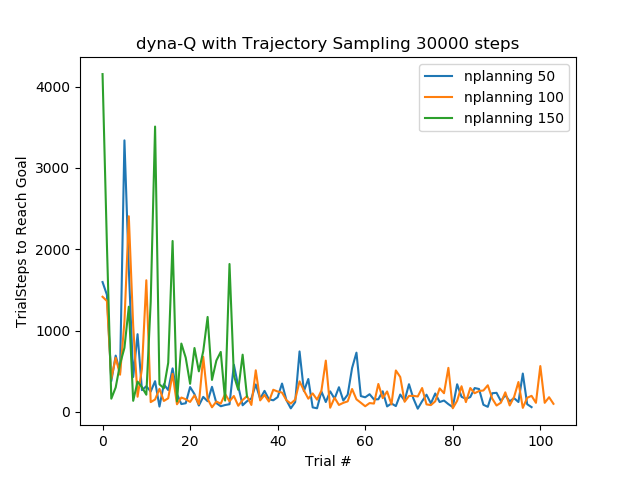 dyna-Q with Trajectory Sampling 30000 steps
nplanning 50
nplanning 100
nplanning 150
TrialSteps to Reach Goal
4000
3000
2000
1000
0
0 20 40 60 80 100
Trial #